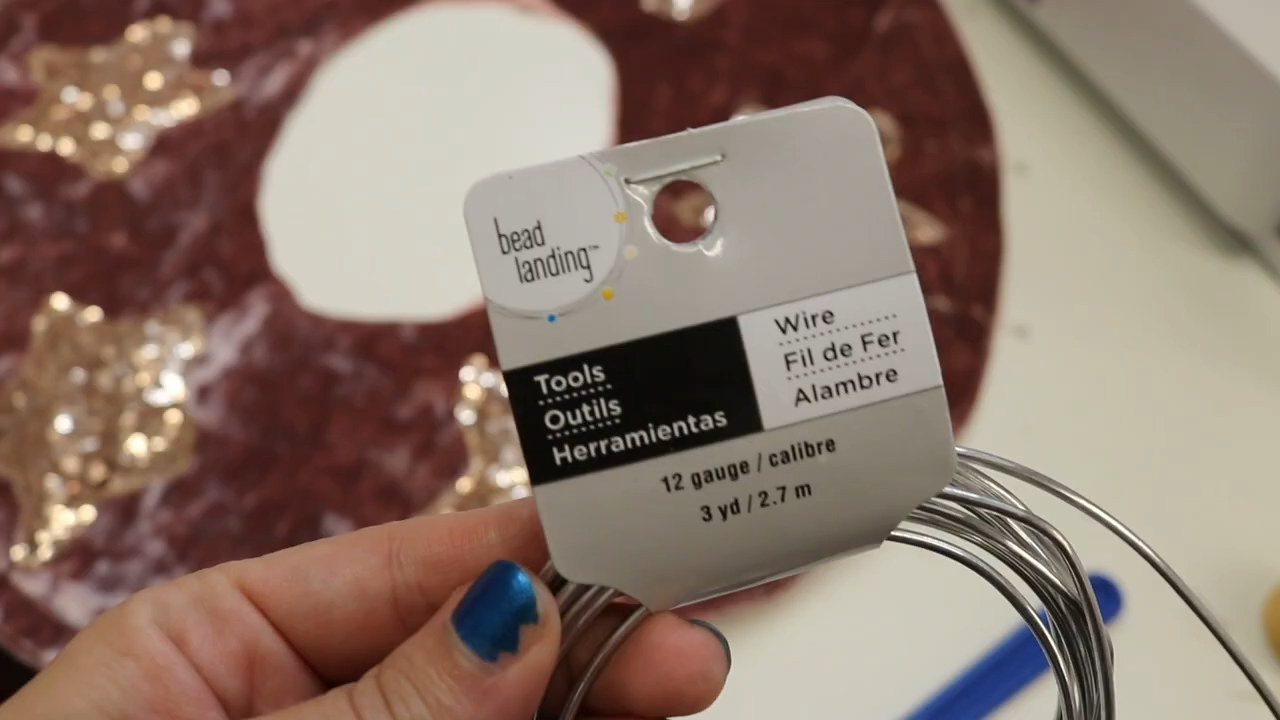 bead
landing™
Tools
Outils
Herramientas
Wire
Fil de Fer
Alambre
12 gauge / calibre
3 yd / 2.7 m